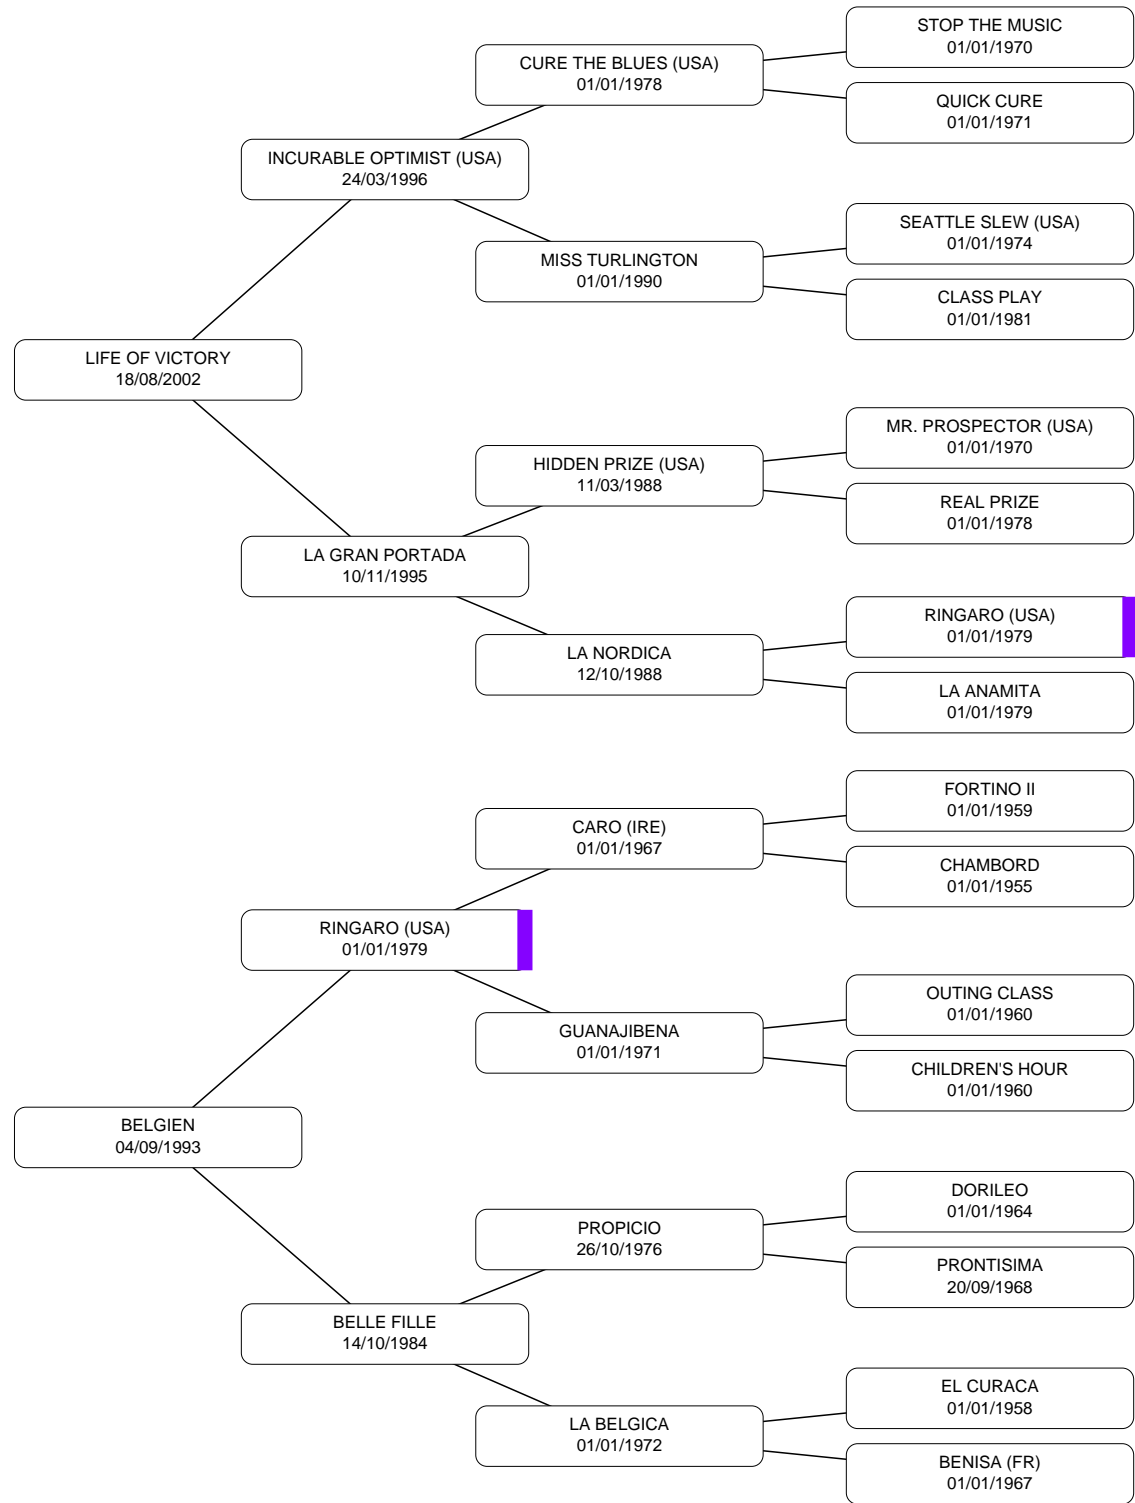 STOP THE MUSIC
01/01/1970
CURE THE BLUES (USA)
01/01/1978
QUICK CURE
01/01/1971
INCURABLE OPTIMIST (USA)
24/03/1996
SEATTLE SLEW (USA)
01/01/1974
MISS TURLINGTON
01/01/1990
CLASS PLAY
01/01/1981
LIFE OF VICTORY
18/08/2002
MR. PROSPECTOR (USA)
01/01/1970
HIDDEN PRIZE (USA)
11/03/1988
REAL PRIZE
01/01/1978
LA GRAN PORTADA
10/11/1995
RINGARO (USA)
01/01/1979
LA NORDICA
12/10/1988
LA ANAMITA
01/01/1979
FORTINO II
01/01/1959
CARO (IRE)
01/01/1967
CHAMBORD
01/01/1955
RINGARO (USA)
01/01/1979
OUTING CLASS
01/01/1960
GUANAJIBENA
01/01/1971
CHILDREN'S HOUR
01/01/1960
BELGIEN
04/09/1993
DORILEO
01/01/1964
PROPICIO
26/10/1976
PRONTISIMA
20/09/1968
BELLE FILLE
14/10/1984
EL CURACA
01/01/1958
LA BELGICA
01/01/1972
BENISA (FR)
01/01/1967